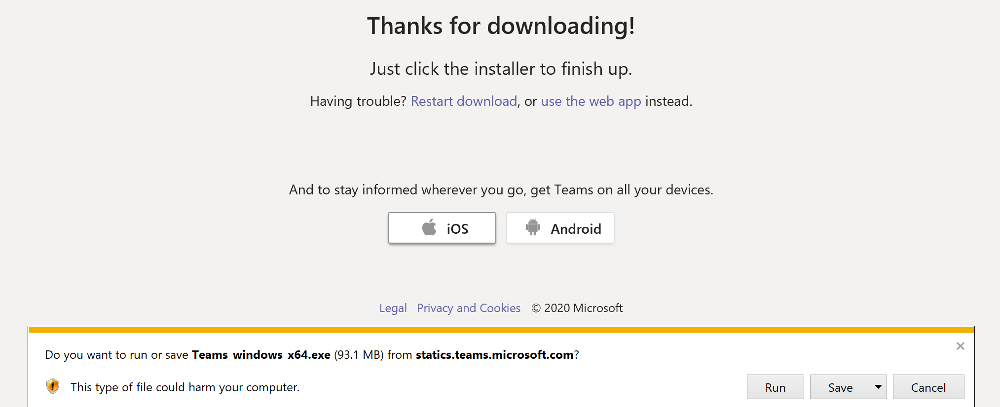 Thanks for downloading!
Just click the installer to finish up.
Having trouble? Restart download, or use the web app instead.
And to stay informed wherever you go, get Teams on all your devices.
iOS Android
Legal Privacy and Cookies © 2020 Microsoft
Do you want to run or save Teams_windows_x64.exe (93.1 MB) from statics.teams.microsoft.com?
This type of file could harm your computer.
Run Save Cancel